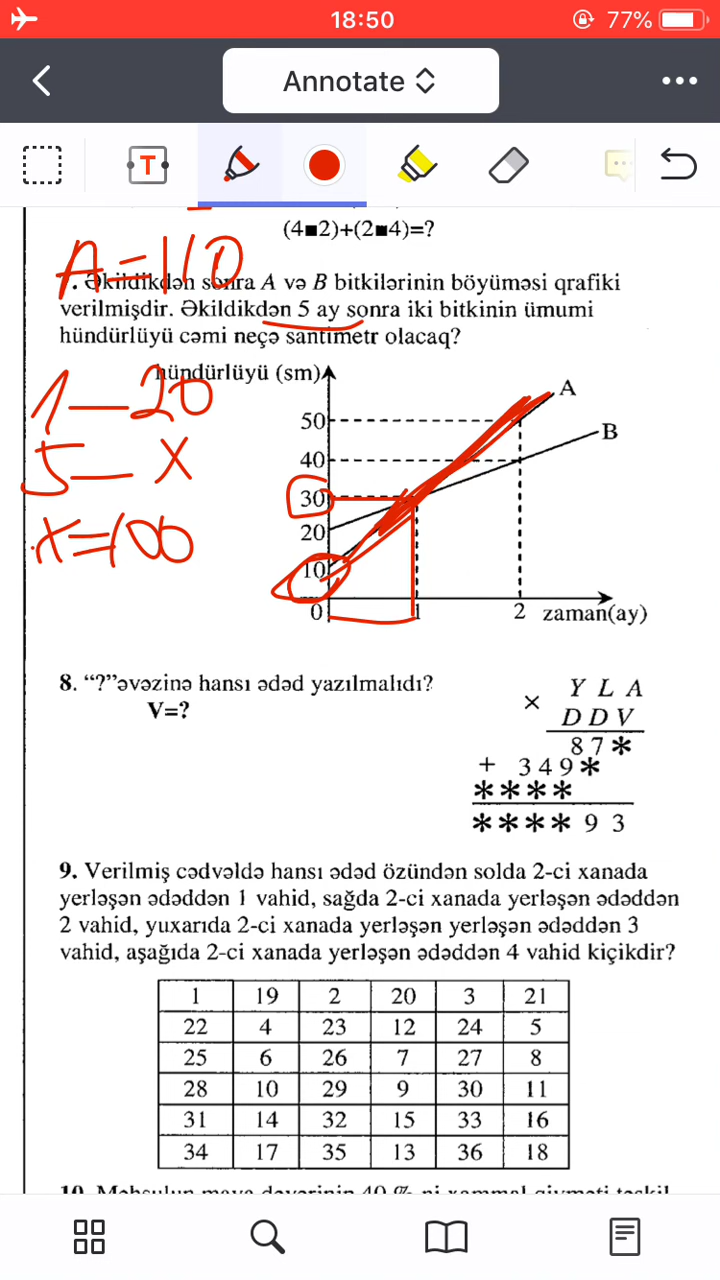 18:50
77%
Annotate
T
(4■2)+(2■4)=?
A=110
. Əkildikdən sonra A və B bitkilərinin böyüməsi qrafiki
verilmişdir. Əkildikdən 5 ay sonra iki bitkinin ümumi
hündürlüyü cəmi neçə santimetr olacaq?
hündürlüyü (sm)
1—20
5—X
x=100
A
B
50
40
30
20
10
0 1 2 zaman(ay)
8. “?”əvəzinə hansı ədəd yazılmalıdı?
V=?
Y L A
× D D V
8 7 *
+ 3 4 9 *
* * * *
* * * * 9 3
9. Verilmiş cədvəldə hansı ədəd özündən solda 2-ci xanada
yerləşən ədəddən 1 vahid, sağda 2-ci xanada yerləşən ədəddən
2 vahid, yuxarıda 2-ci xanada yerləşən yerləşən ədəddən 3
vahid, aşağıda 2-ci xanada yerləşən ədəddən 4 vahid kiçikdir?
1 19 2 20 3 21
22 4 23 12 24 5
25 6 26 7 27 8
28 10 29 9 30 11
31 14 32 15 33 16
34 17 35 13 36 18